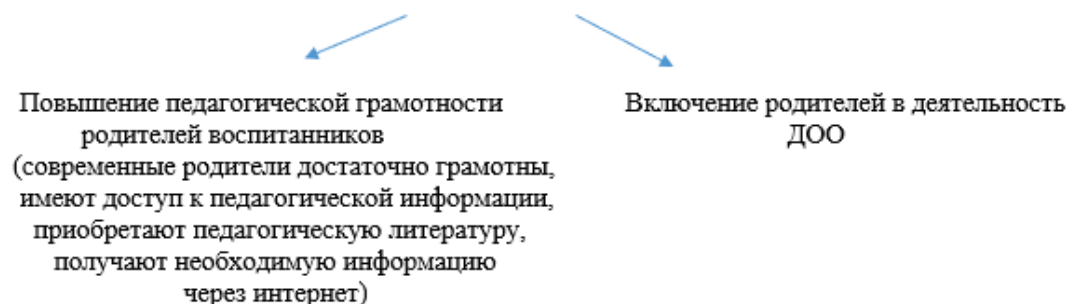 Повышение педагогической грамотности
родителей воспитанников
(современные родители достаточно грамотны,
имеют доступ к педагогической информации,
приобретают педагогическую литературу,
получают необходимую информацию
через интернет)
Включение родителей в деятельность
ДОО